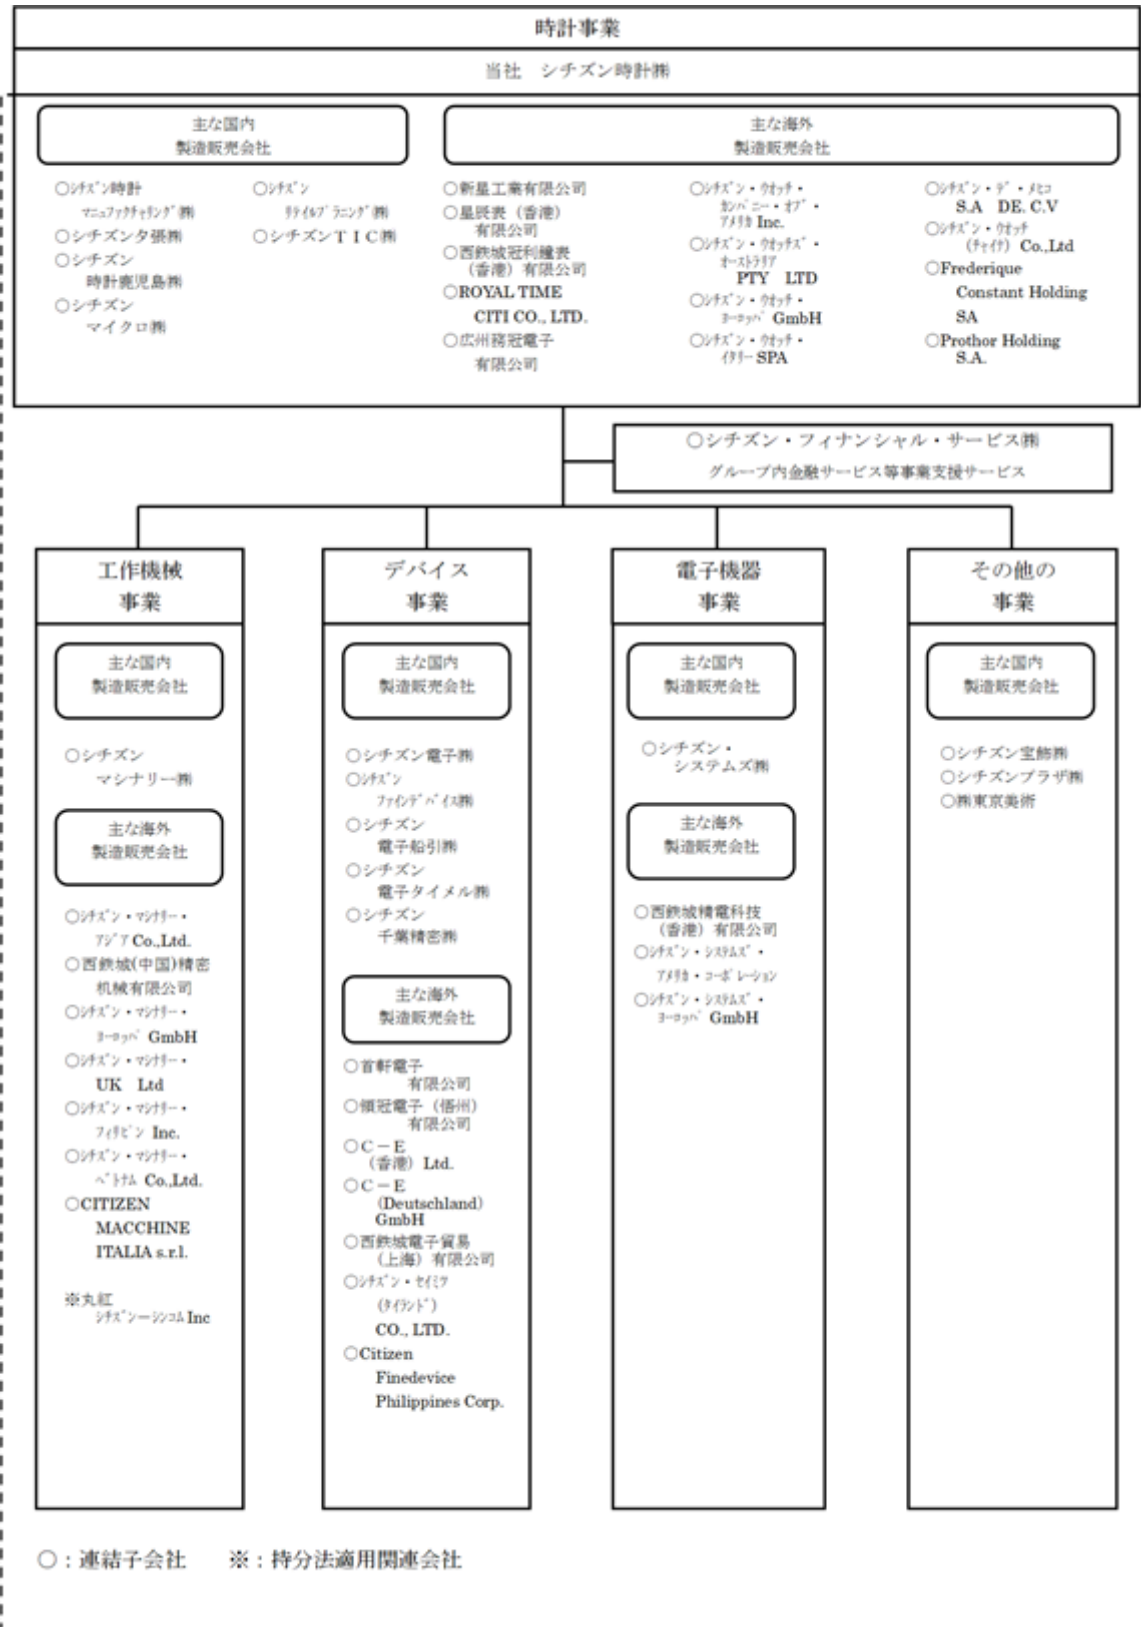 時計事業
当社　シチズン時計㈱
主な国内
製造販売会社
○シチズン時計
マニュファクチャリング㈱
○シチズン夕張㈱
○シチズン
時計鹿児島㈱
○シチズン
マイクロ㈱
○シチズン
リテイルプラニング㈱
○シチズンＴＩＣ㈱
主な海外
製造販売会社
○新星工業有限公司
○星辰表（香港）
有限公司
○西鉄城冠利鐘表
（香港）有限公司
○ROYAL TIME
CITI CO., LTD.
○広州務冠電子
有限公司
○シチズン・ウオッチ・
カンパニー・オブ・
アメリカ Inc.
○シチズン・ウオッチズ・
オーストラリア
PTY　LTD
○シチズン・ウオッチ・
ヨーロッパ GmbH
○シチズン・ウオッチ・
イタリー SPA
○シチズン・デ・メヒコ
S.A　DE. C.V
○シチズン・ウオッチ
（チャイナ）Co.,Ltd
○Frederique
Constant Holding
SA
○Prothor Holding
S.A.
○シチズン・フィナンシャル・サービス㈱
グループ内金融サービス等事業支援サービス
工作機械
事業
主な国内
製造販売会社
○シチズン
マシナリー㈱
主な海外
製造販売会社
○シチズン・マシナリー・
アジア Co.,Ltd.
○西鉄城(中国)精密
机械有限公司
○シチズン・マシナリー・
ヨーロッパ GmbH
○シチズン・マシナリー・
UK　Ltd
○シチズン・マシナリー・
フィリピン Inc.
○シチズン・マシナリー・
ベトナム Co.,Ltd.
○CITIZEN
MACCHINE
ITALIA s.r.l.
※丸紅
シチズンーシンコム Inc
デバイス
事業
主な国内
製造販売会社
○シチズン電子㈱
○シチズン
ファインデバイス㈱
○シチズン
電子船引㈱
○シチズン
電子タイメル㈱
○シチズン
千葉精密㈱
主な海外
製造販売会社
○首軒電子
有限公司
○領冠電子（梧州）
有限公司
○Ｃ－Ｅ
（香港）Ltd.
○Ｃ－Ｅ
(Deutschland)
GmbH
○西鉄城電子貿易
（上海）有限公司
○シチズン・セイミツ
（タイランド）
CO., LTD.
○Citizen
Finedevice
Philippines Corp.
電子機器
事業
主な国内
製造販売会社
○シチズン・
システムズ㈱
主な海外
製造販売会社
○西鉄城精電科技
（香港）有限公司
○シチズン・システムズ・
アメリカ・コーポレーション
○シチズン・システムズ・
ヨーロッパ GmbH
その他の
事業
主な国内
製造販売会社
○シチズン宝飾㈱
○シチズンプラザ㈱
○㈱東京美術
○：連結子会社　　※：持分法適用関連会社